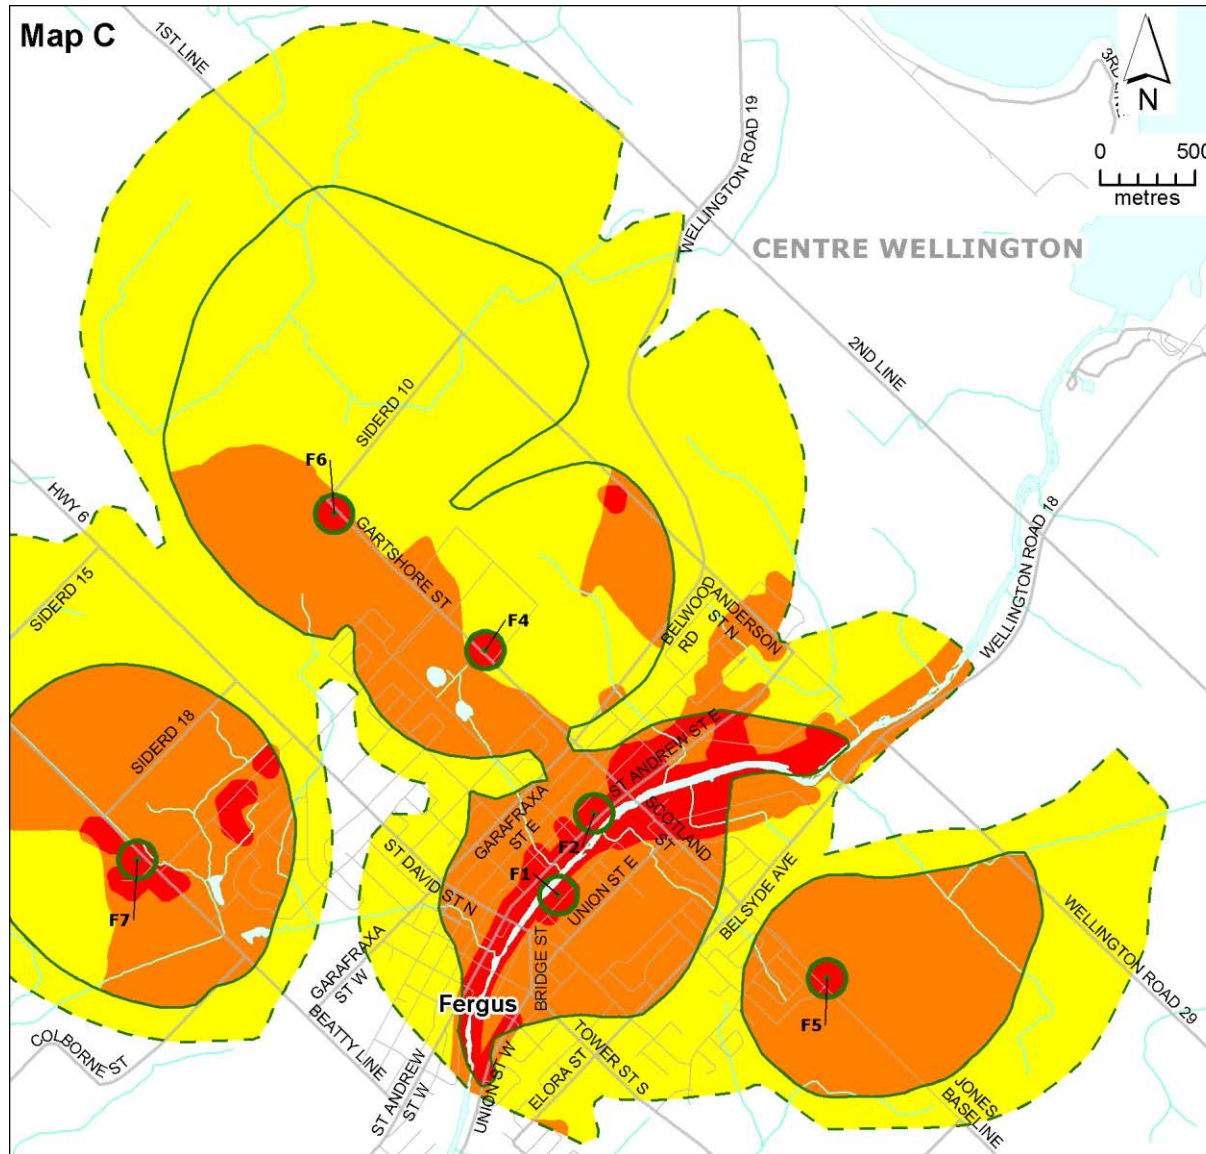 Map C
1ST LINE
WELLINGTON ROAD 19
3RD
N
0 500
metres
CENTRE WELLINGTON
2ND LINE
SIDERD 10
F6
HWY 6
GARTSHORE ST
WELLINGTON ROAD 18
SIDERD 15
F4
BELWOOD
RD
ANDERSON
ST N
SIDERD 18
ST ANDREW ST E
GARAFRAXA
ST E
SCOTLAND
ST
F2
ST DAVID ST N
F1
UNION ST E
BELSYDE AVE
F7
WELLINGTON ROAD 29
GARAFRAXA
ST W
BRIDGE ST
Fergus
F5
BEATTY LINE
COLBORNE ST
TOWER ST S
ELORA ST
UNION ST W
ST ANDREW
ST W
JONES
BASELINE